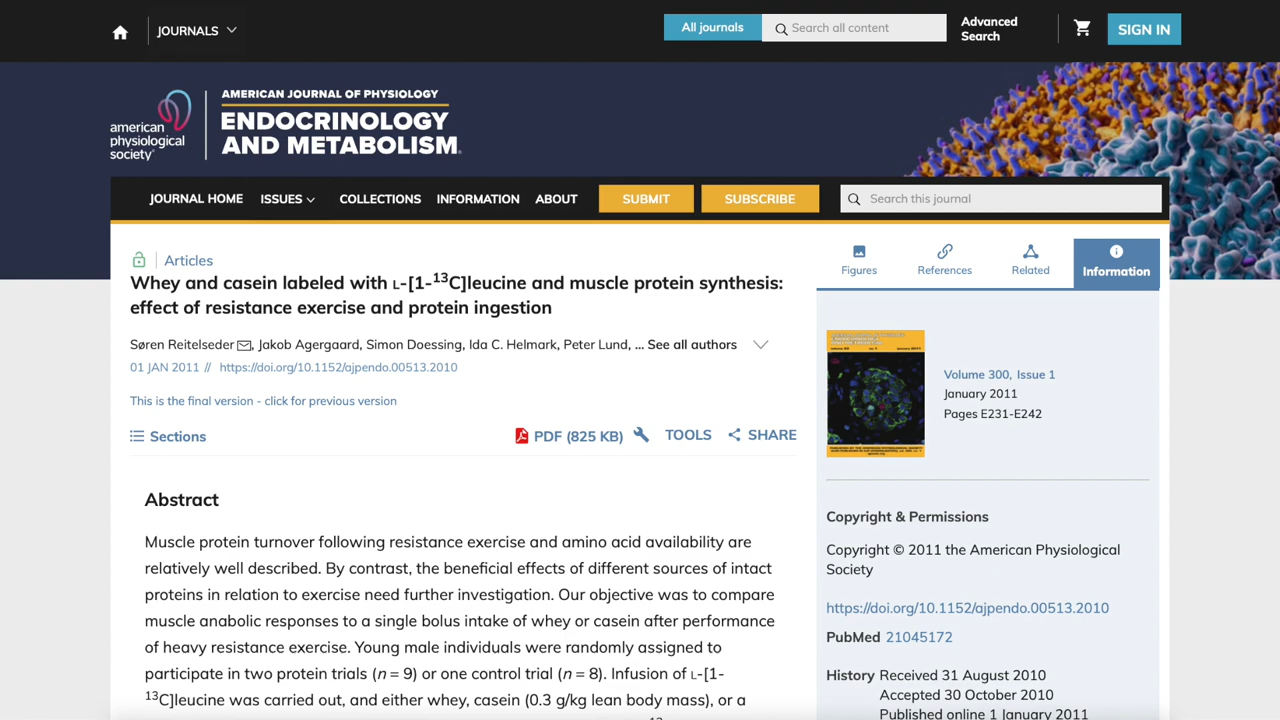 JOURNALS
All journals
Search all content
Advanced
Search
SIGN IN
american
physiological
society
AMERICAN JOURNAL OF PHYSIOLOGY
ENDOCRINOLOGY
AND METABOLISM.
JOURNAL HOME ISSUES COLLECTIONS INFORMATION ABOUT SUBMIT SUBSCRIBE Search this journal
Articles
Whey and casein labeled with L-[1-¹³C]leucine and muscle protein synthesis:
effect of resistance exercise and protein ingestion
Søren Reitelseder, Jakob Agergaard, Simon Doessing, Ida C. Helmark, Peter Lund, ... See all authors
01 JAN 2011 // https://doi.org/10.1152/ajpendo.00513.2010
This is the final version - click for previous version
Sections PDF (825 KB) TOOLS SHARE
Abstract
Muscle protein turnover following resistance exercise and amino acid availability are
relatively well described. By contrast, the beneficial effects of different sources of intact
proteins in relation to exercise need further investigation. Our objective was to compare
muscle anabolic responses to a single bolus intake of whey or casein after performance
of heavy resistance exercise. Young male individuals were randomly assigned to
participate in two protein trials (n = 9) or one control trial (n = 8). Infusion of L-[1-
¹³C]leucine was carried out, and either whey, casein (0.3 g/kg lean body mass), or a
Figures References Related Information
Volume 300, Issue 1
January 2011
Pages E231-E242
Copyright & Permissions
Copyright © 2011 the American Physiological
Society
https://doi.org/10.1152/ajpendo.00513.2010
PubMed 21045172
History Received 31 August 2010
Accepted 30 October 2010
Published online 1 January 2011